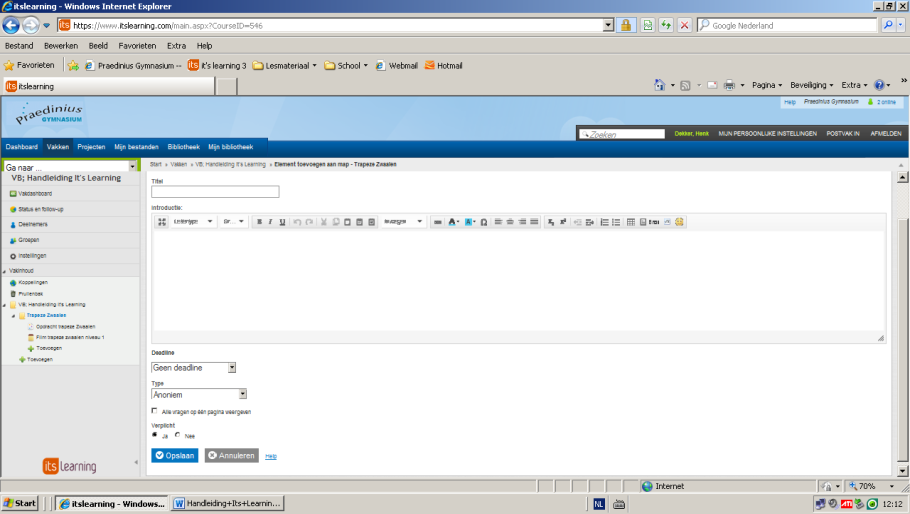 itslearning - Windows Internet Explorer
https://www.itslearning.com/main.aspx?CourseID=546
Google Nederland
Bestand Bewerken Beeld Favorieten Extra Help
Favorieten Praedinius Gymnasium -- it's learning 3 Lesmateriaal School Webmail Hotmail
itslearning
Pagina Beveiliging Extra
praedinius
GYMNASIUM
Help Praedinius Gymnasium 2 online
Zoeken
Dekker, Henk MIJN PERSOONLIJKE INSTELLINGEN POSTVAK IN AFMELDEN
Dashboard Vakken Projecten Mijn bestanden Bibliotheek Mijn bibliotheek
Ga naar ...
Start » Vakken » VB; Handleiding It's Learning » Element toevoegen aan map - Trapeze Zwaaien
VB; Handleiding It's Learning
Vakdashboard
Status en follow-up
Deelnemers
Groepen
Instellingen
Vakinhoud
Koppelingen
Prullenbak
VB; Handleiding It's Learning
Trapeze Zwaaien
Opdracht trapeze Zwaaien
Film trapeze zwaaien niveau 1
Toevoegen
Toevoegen
its Learning
Titel
Introductie:
Lettertype Gr... Invoegen
Deadline
Geen deadline
Type
Anoniem
Alle vragen op één pagina weergeven
Verplicht
Ja Nee
Opslaan Annuleren Help
Internet 70%
Start itslearning - Windows... Handleiding+Its+Learnin... NL 12:12